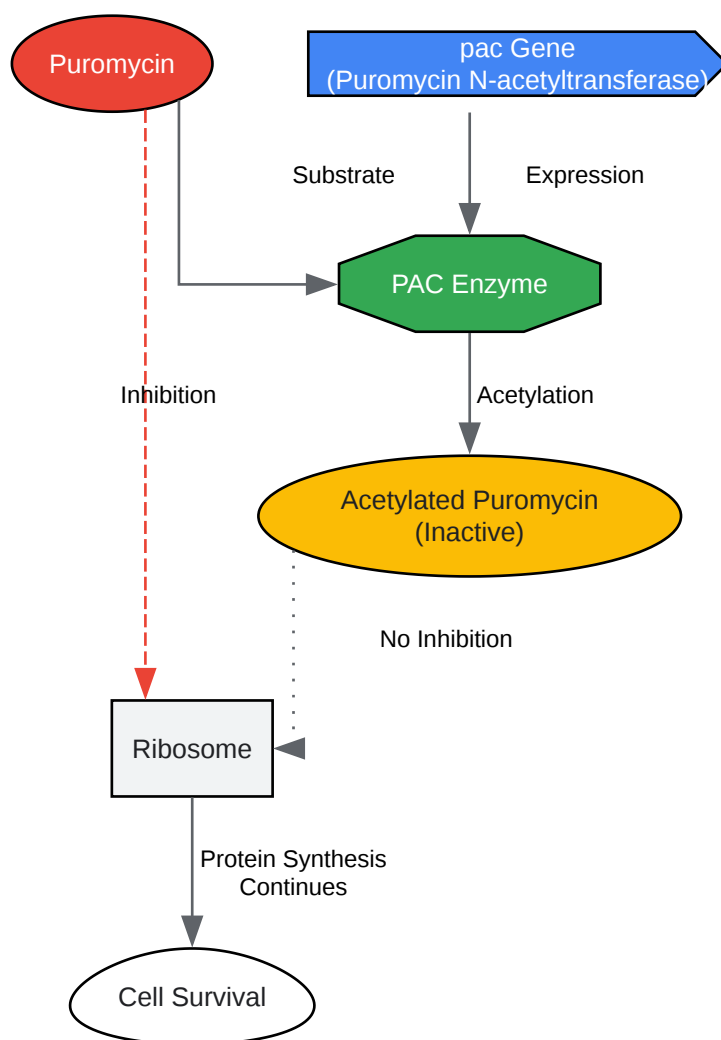 Puromycin
pac Gene
(Puromycin N-acetyltransferase)
Substrate
Expression
PAC Enzyme
Inhibition
Acetylation
Acetylated Puromycin
(Inactive)
No Inhibition
Ribosome
Protein Synthesis
Continues
Cell Survival